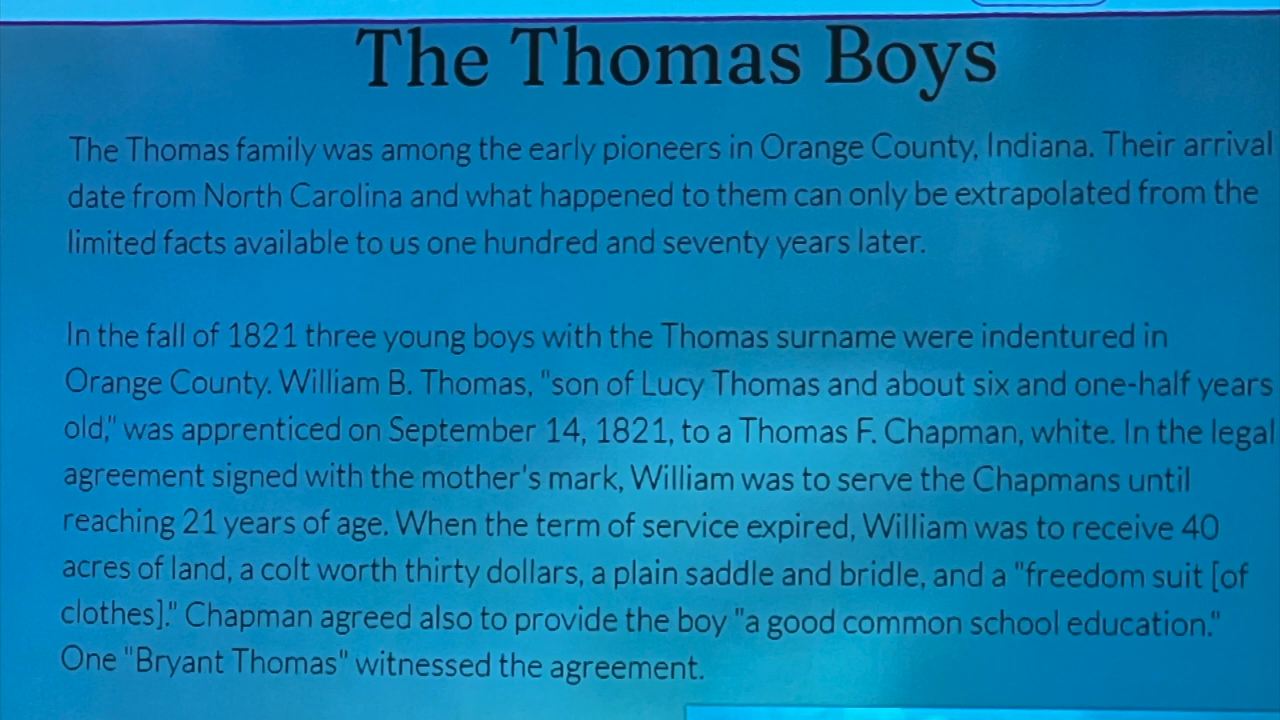 The Thomas Boys
The Thomas family was among the early pioneers in Orange County, Indiana. Their arrival
date from North Carolina and what happened to them can only be extrapolated from the
limited facts available to us one hundred and seventy years later.
In the fall of 1821 three young boys with the Thomas surname were indentured in
Orange County. William B. Thomas, "son of Lucy Thomas and about six and one-half years
old," was apprenticed on September 14, 1821, to a Thomas F. Chapman, white. In the legal
agreement signed with the mother's mark, William was to serve the Chapmans until
reaching 21 years of age. When the term of service expired, William was to receive 40
acres of land, a colt worth thirty dollars, a plain saddle and bridle, and a "freedom suit [of
clothes]." Chapman agreed also to provide the boy "a good common school education."
One "Bryant Thomas" witnessed the agreement.